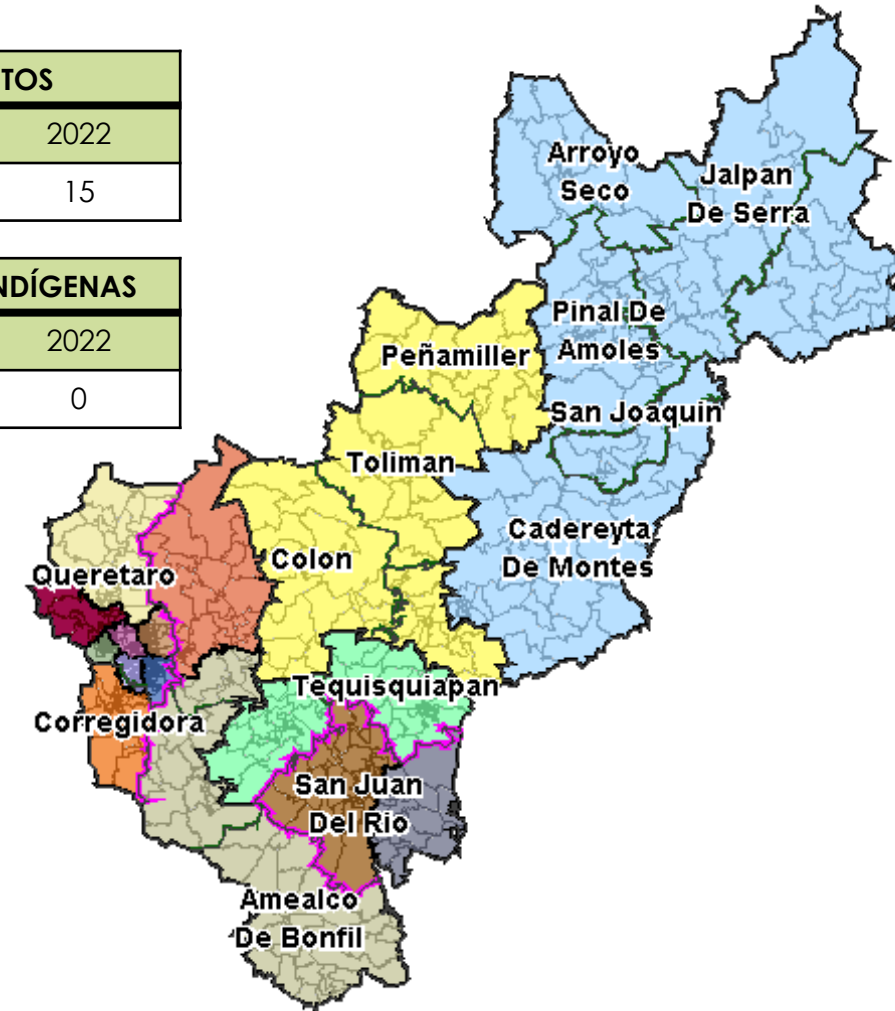 TOS
2022
15
NDÍGENAS
2022
0
Arroyo
Seco
Jalpan
De Serra
Pinal De
Amoles
Peñamiller
San Joaquin
Toliman
Cadereyta
De Montes
Colon
Queretaro
Tequisquiapan
Corregidora
San Juan
Del Rio
Amealco
De Bonfil